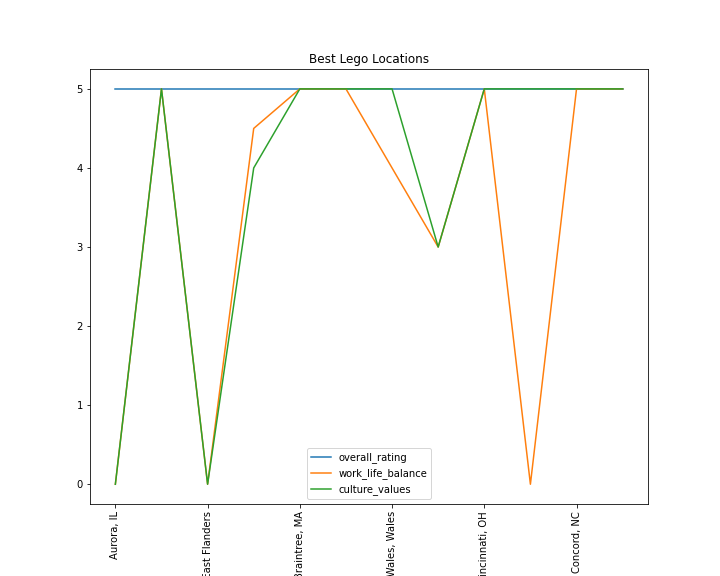 Best Lego Locations
5
4
3
2
1
0
overall_rating
work_life_balance
culture_values
Aurora, IL
East Flanders
Braintree, MA
Wales, Wales
incinnati, OH
Concord, NC